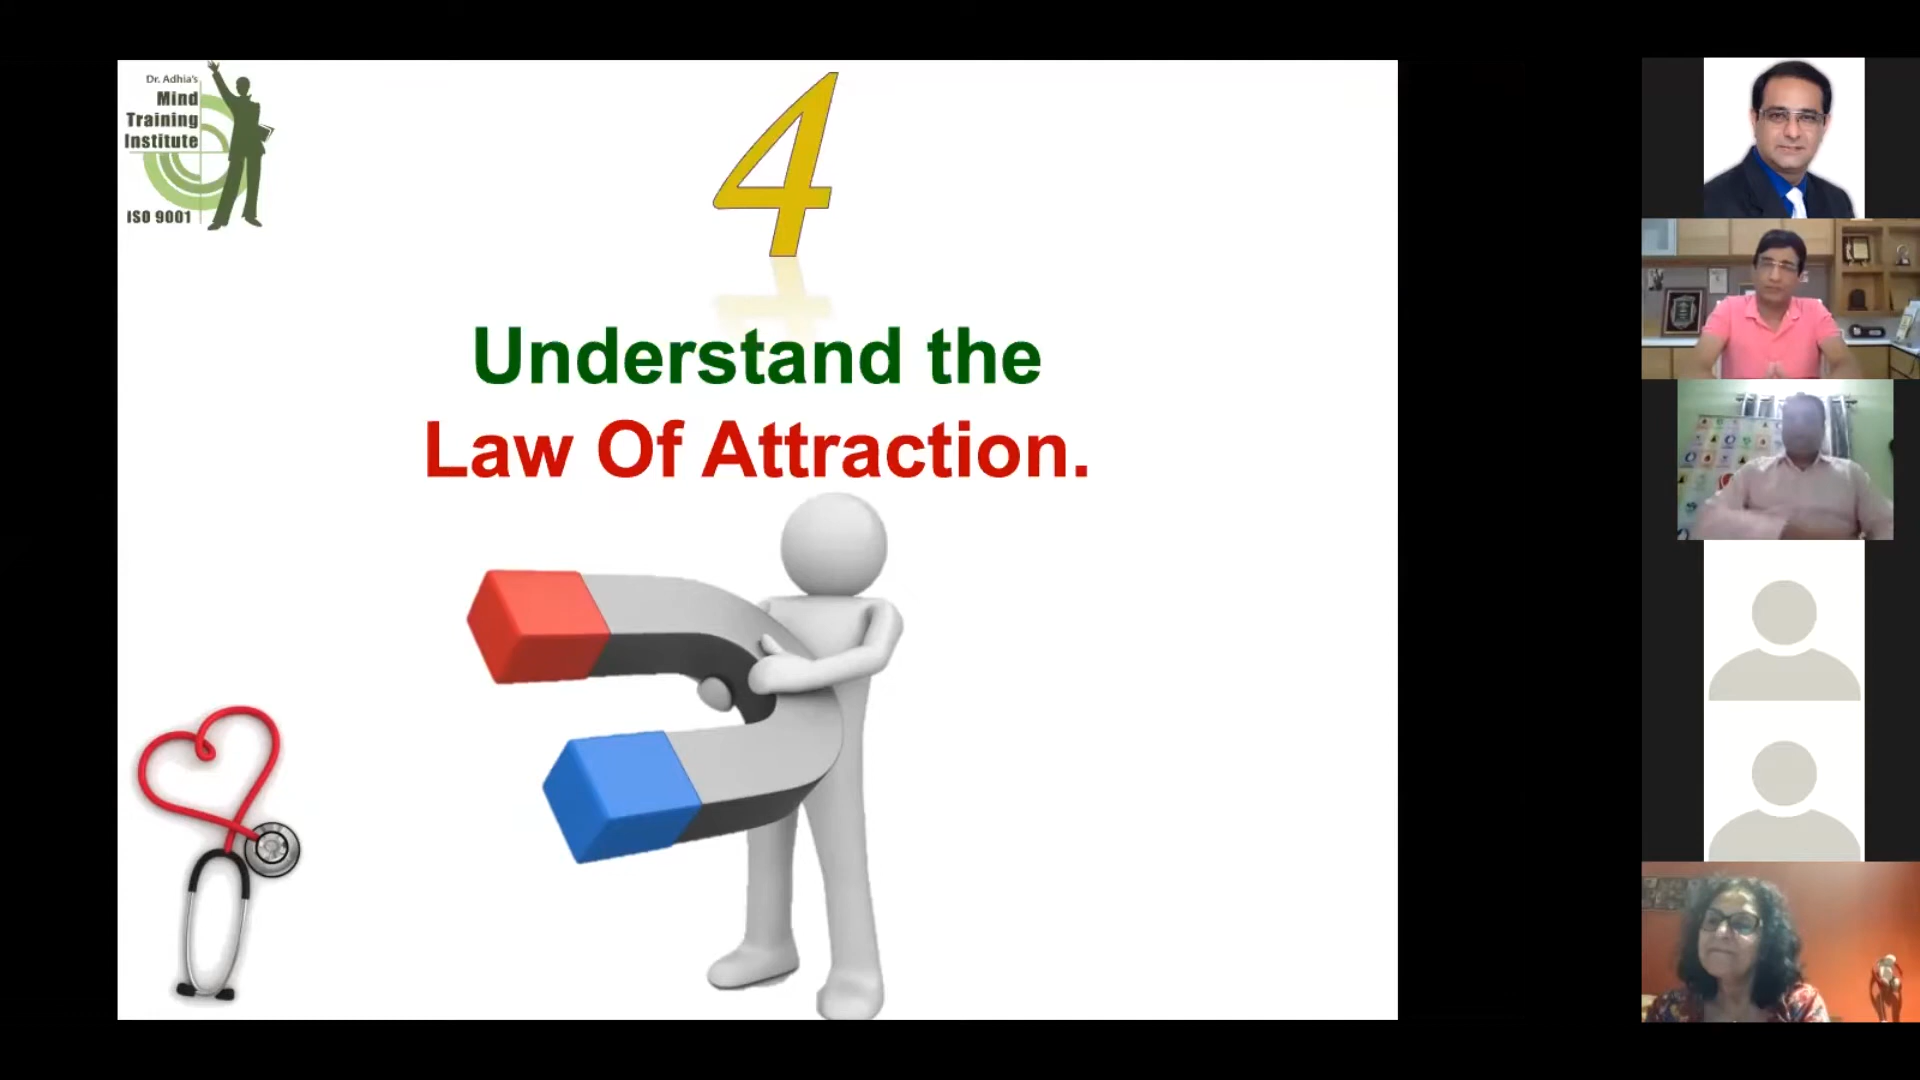 Dr. Adhia's
Mind
Training
Institute
ISO 9001
4
Understand the
Law Of Attraction.